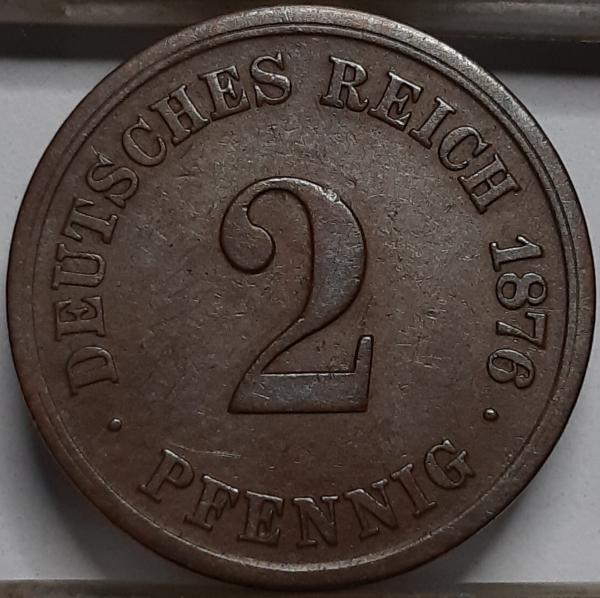 DEUTSCHES REICH 1876
2
· PFENNIG ·